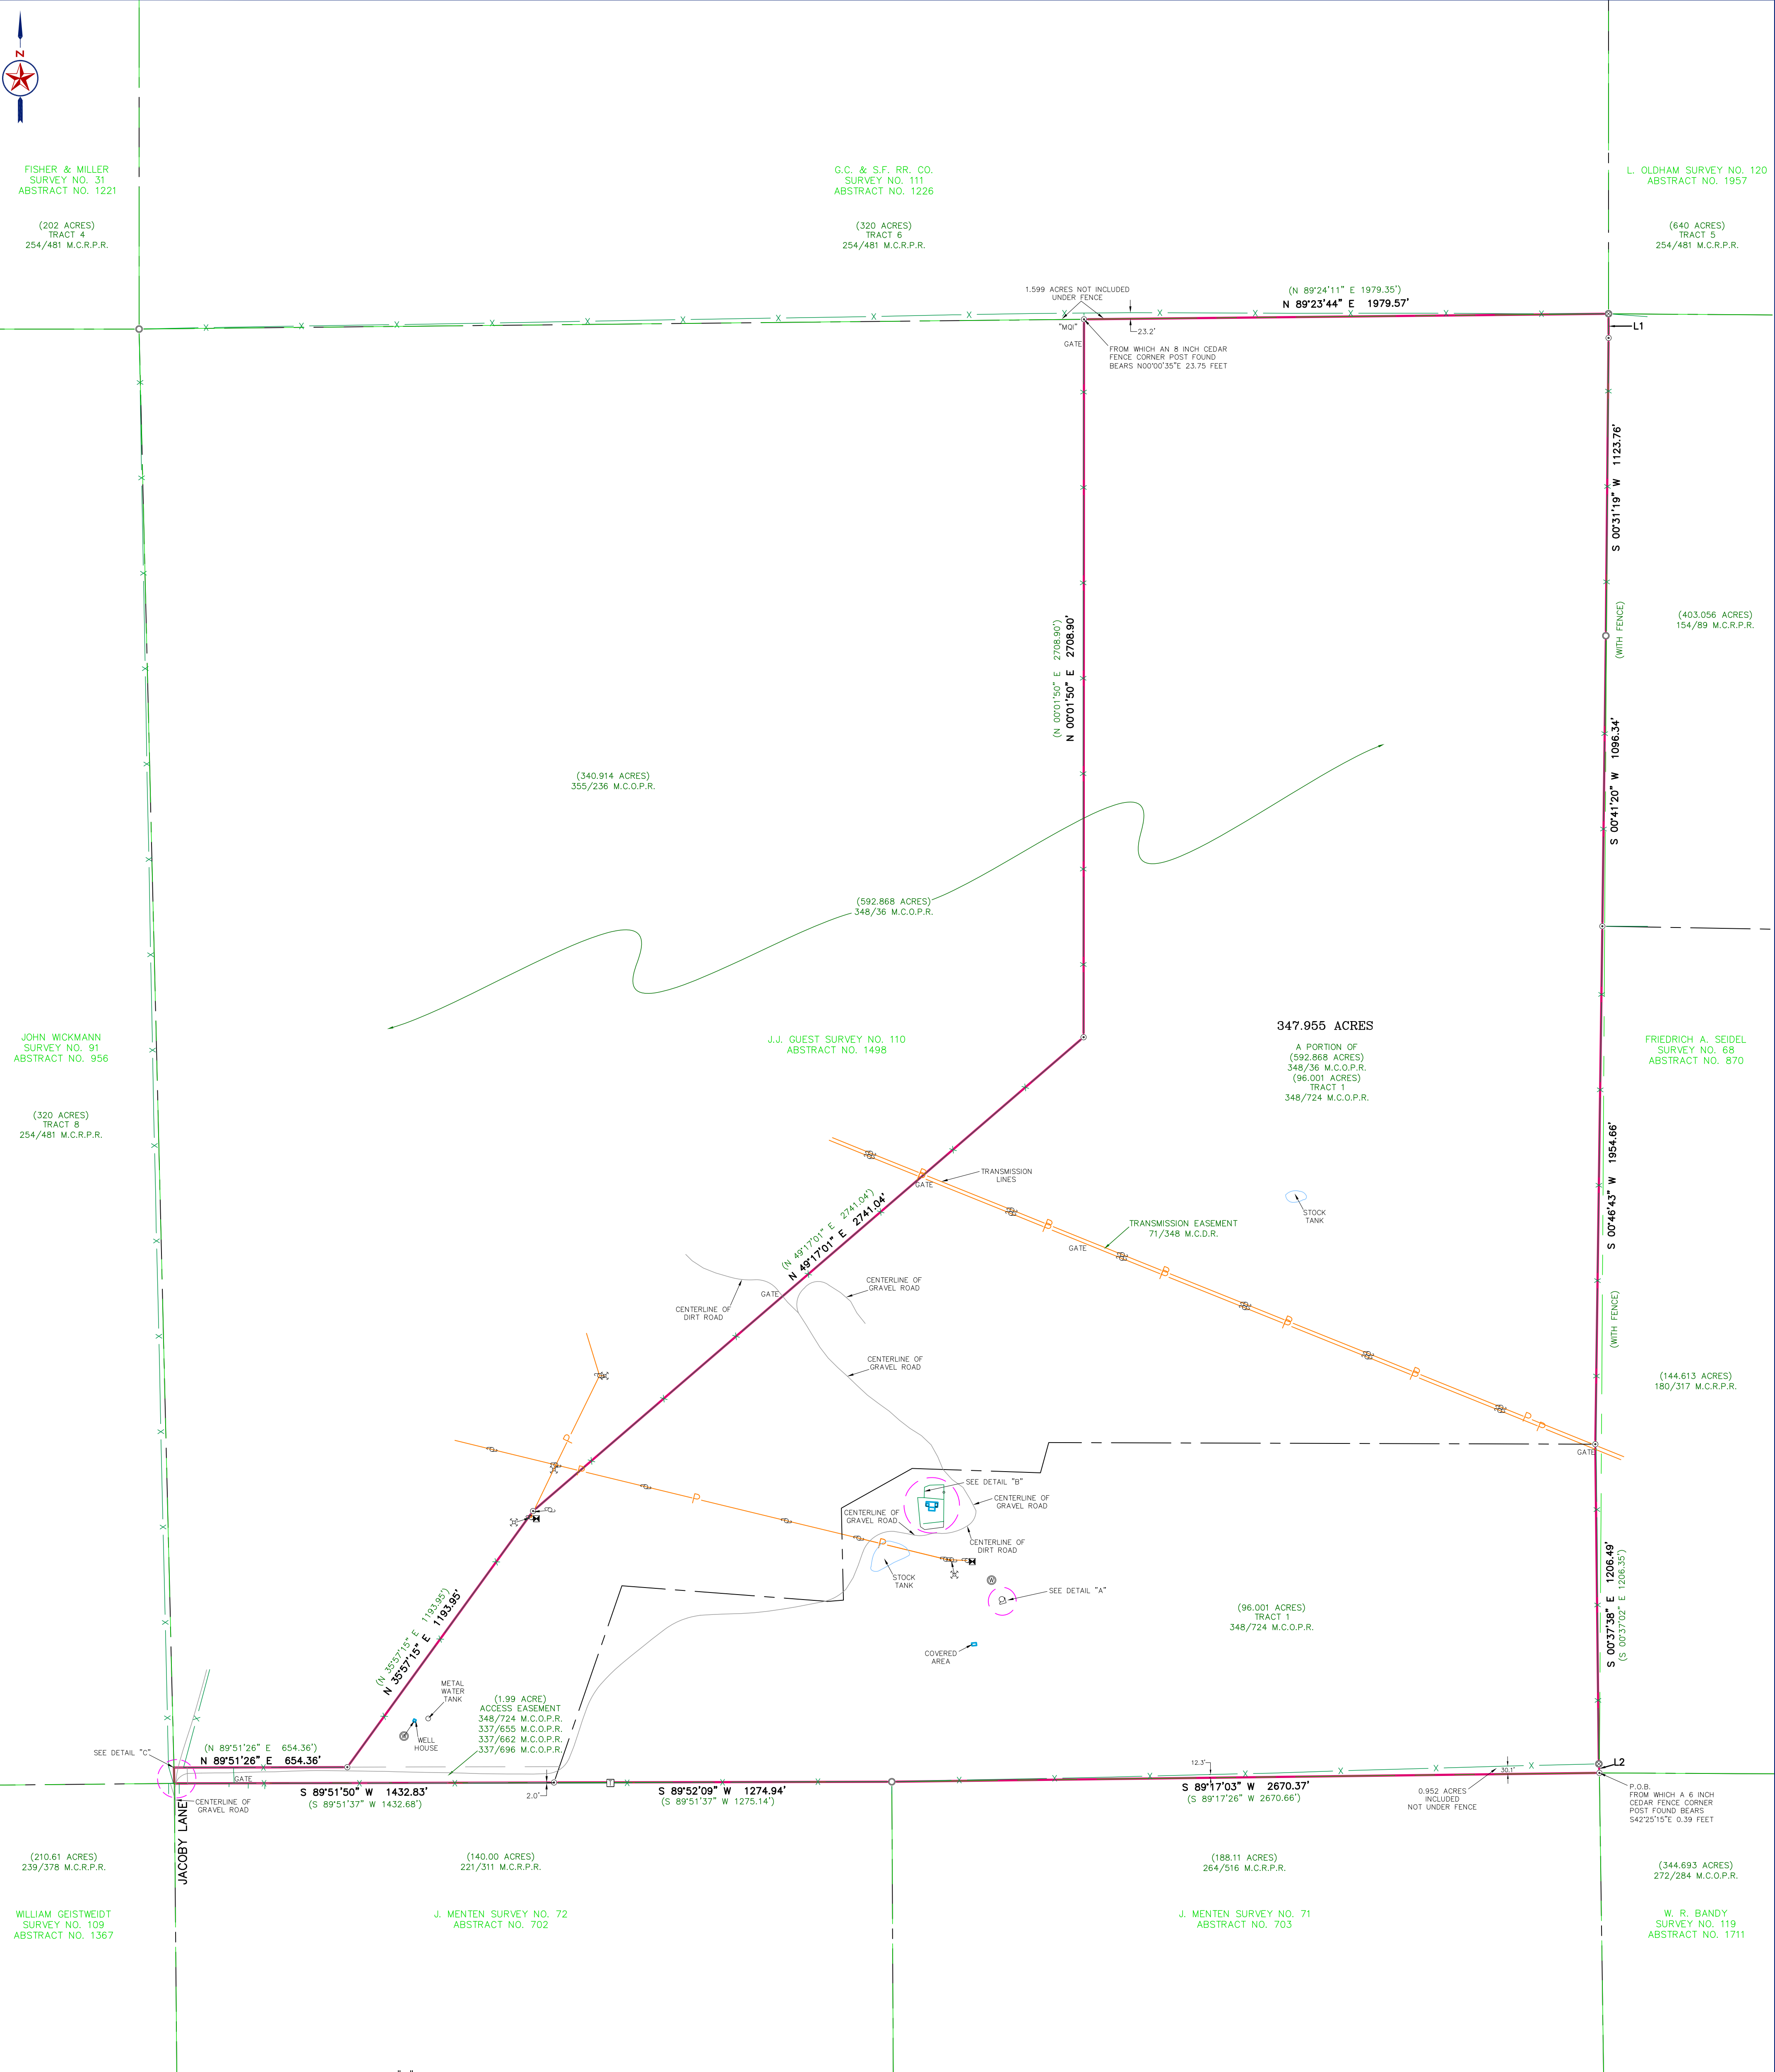 N
FISHER & MILLER
SURVEY NO. 31
ABSTRACT NO. 1221
(202 ACRES)
TRACT 4
254/481 M.C.R.P.R.
G.C. & S.F. RR. CO.
SURVEY NO. 111
ABSTRACT NO. 1226
(320 ACRES)
TRACT 6
254/481 M.C.R.P.R.
L. OLDHAM SURVEY NO. 120
ABSTRACT NO. 1957
(640 ACRES)
TRACT 5
254/481 M.C.R.P.R.
1.599 ACRES NOT INCLUDED
UNDER FENCE
(N 89°24'11" E 1979.35')
N 89°23'44" E 1979.57'
"MQI"
23.2'
L1
GATE
FROM WHICH AN 8 INCH CEDAR
FENCE CORNER POST FOUND
BEARS N00°00'35"E 23.75 FEET
S 00°31'19" W 1123.76'
(WITH FENCE)
(403.056 ACRES)
154/89 M.C.R.P.R.
(N 00°01'50" E 2708.90')
N 00°01'50" E 2708.90'
S 00°41'20" W 1096.34'
(340.914 ACRES)
355/236 M.C.O.P.R.
(592.868 ACRES)
348/36 M.C.O.P.R.
JOHN WICKMANN
SURVEY NO. 91
ABSTRACT NO. 956
(320 ACRES)
TRACT 8
254/481 M.C.R.P.R.
J.J. GUEST SURVEY NO. 110
ABSTRACT NO. 1498
347.955 ACRES
A PORTION OF
(592.868 ACRES)
348/36 M.C.O.P.R.
(96.001 ACRES)
TRACT 1
348/724 M.C.O.P.R.
FRIEDRICH A. SEIDEL
SURVEY NO. 68
ABSTRACT NO. 870
S 00°46'43" W 1954.66'
(WITH FENCE)
TRANSMISSION
LINES
GATE
(N 49°17'01" E 2741.04')
N 49°17'01" E 2741.04'
TRANSMISSION EASEMENT
71/348 M.C.D.R.
GATE
STOCK
TANK
CENTERLINE OF
GRAVEL ROAD
GATE
CENTERLINE OF
DIRT ROAD
CENTERLINE OF
GRAVEL ROAD
(144.613 ACRES)
180/317 M.C.R.P.R.
GATE
SEE DETAIL "B"
CENTERLINE OF
GRAVEL ROAD
CENTERLINE OF
GRAVEL ROAD
CENTERLINE OF
DIRT ROAD
STOCK
TANK
SEE DETAIL "A"
(96.001 ACRES)
TRACT 1
348/724 M.C.O.P.R.
S 00°37'38" E 1206.49'
(S 00°37'02" E 1206.35')
COVERED
AREA
(N 35°57'15" E 1193.95')
N 35°57'15" E 1193.95'
METAL
WATER
TANK
WELL
HOUSE
(1.99 ACRE)
ACCESS EASEMENT
348/724 M.C.O.P.R.
337/655 M.C.O.P.R.
337/662 M.C.O.P.R.
337/696 M.C.O.P.R.
SEE DETAIL "C"
(N 89°51'26" E 654.36')
N 89°51'26" E 654.36'
GATE
CENTERLINE OF
GRAVEL ROAD
JACOBY LANE
S 89°51'50" W 1432.83'
(S 89°51'37" W 1432.68')
2.0'
S 89°52'09" W 1274.94'
(S 89°51'37" W 1275.14')
12.3'
S 89°17'03" W 2670.37'
(S 89°17'26" W 2670.66')
30.1'
0.952 ACRES
INCLUDED
NOT UNDER FENCE
L2
P.O.B.
FROM WHICH A 6 INCH
CEDAR FENCE CORNER
POST FOUND BEARS
S42°25'15"E 0.39 FEET
(210.61 ACRES)
239/378 M.C.R.P.R.
(140.00 ACRES)
221/311 M.C.R.P.R.
(188.11 ACRES)
264/516 M.C.R.P.R.
(344.693 ACRES)
272/284 M.C.O.P.R.
WILLIAM GEISTWEIDT
SURVEY NO. 109
ABSTRACT NO. 1367
J. MENTEN SURVEY NO. 72
ABSTRACT NO. 702
J. MENTEN SURVEY NO. 71
ABSTRACT NO. 703
W. R. BANDY
SURVEY NO. 119
ABSTRACT NO. 1711